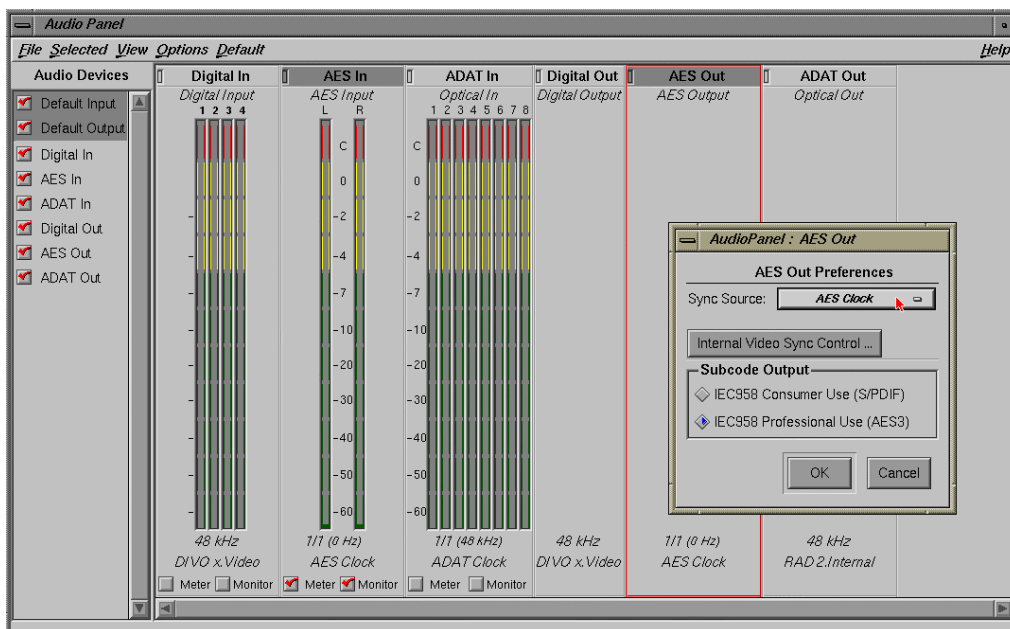 Audio Panel
File Selected View Options Default Help
Audio Devices
Default Input
Default Output
Digital In
AES In
ADAT In
Digital Out
AES Out
ADAT Out
Digital In
Digital Input
1 2 3 4
48 kHz
DIVO x.Video
Meter Monitor
AES In
AES Input
L R
C
0
-2
-4
-7
-10
-20
-30
-40
-50
-60
1/1 (0 Hz)
AES Clock
Meter Monitor
ADAT In
Optical In
1 2 3 4 5 6 7 8
C
0
-2
-4
-7
-10
-20
-30
-40
-50
-60
1/1 (48 kHz)
ADAT Clock
Meter Monitor
Digital Out
Digital Output
48 kHz
DIVO x.Video
AES Out
AES Output
1/1 (0 Hz)
AES Clock
ADAT Out
Optical Out
48 kHz
RAD 2.Internal
AudioPanel : AES Out
AES Out Preferences
Sync Source: AES Clock
Internal Video Sync Control ...
Subcode Output
IEC958 Consumer Use (S/PDIF)
IEC958 Professional Use (AES3)
OK Cancel